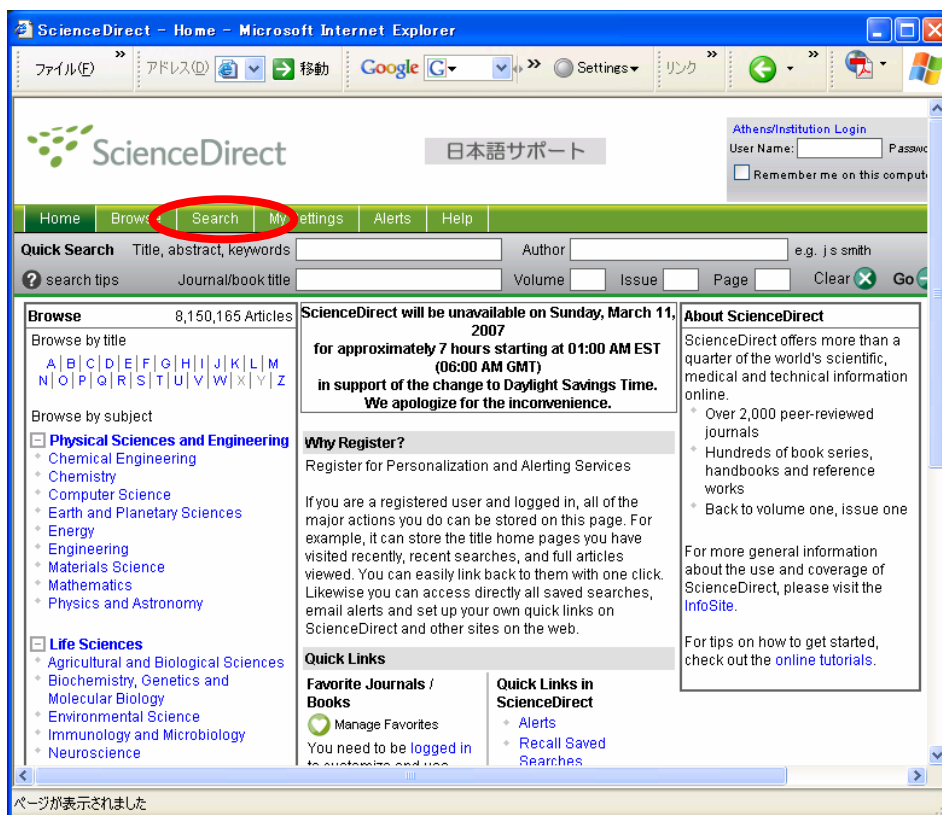 ScienceDirect - Home - Microsoft Internet Explorer
ファイル(F) » アドレス(D) 移動 Google G » Settings リンク » »
ScienceDirect
日本語サポート
Athens/Institution Login
User Name: Passwo
Remember me on this compute
Home Browse Search My Settings Alerts Help
Quick Search Title, abstract, keywords Author e.g. j s smith
? search tips Journal/book title Volume Issue Page Clear Go
Browse 8,150,165 Articles
Browse by title
A|B|C|D|E|F|G|H|I|J|K|L|M
N|O|P|Q|R|S|T|U|V|W|X|Y|Z
Browse by subject
Physical Sciences and Engineering
Chemical Engineering
Chemistry
Computer Science
Earth and Planetary Sciences
Energy
Engineering
Materials Science
Mathematics
Physics and Astronomy
Life Sciences
Agricultural and Biological Sciences
Biochemistry, Genetics and
Molecular Biology
Environmental Science
Immunology and Microbiology
Neuroscience
ScienceDirect will be unavailable on Sunday, March 11,
2007
for approximately 7 hours starting at 01:00 AM EST
(06:00 AM GMT)
in support of the change to Daylight Savings Time.
We apologize for the inconvenience.
Why Register?
Register for Personalization and Alerting Services
If you are a registered user and logged in, all of the
major actions you do can be stored on this page. For
example, it can store the title home pages you have
visited recently, recent searches, and full articles
viewed. You can easily link back to them with one click.
Likewise you can access directly all saved searches,
email alerts and set up your own quick links on
ScienceDirect and other sites on the web.
Quick Links
Favorite Journals /
Books
Manage Favorites
You need to be logged in
to customize and use
Quick Links in
ScienceDirect
Alerts
Recall Saved
Searches
About ScienceDirect
ScienceDirect offers more than a
quarter of the world's scientific,
medical and technical information
online.
Over 2,000 peer-reviewed
journals
Hundreds of book series,
handbooks and reference
works
Back to volume one, issue one
For more general information
about the use and coverage of
ScienceDirect, please visit the
InfoSite.
For tips on how to get started,
check out the online tutorials.
ページが表示されました